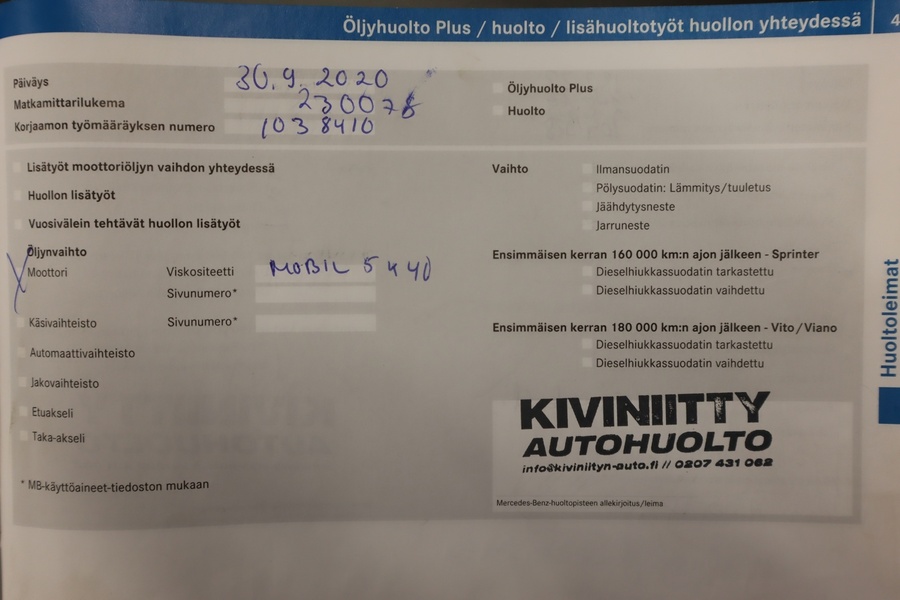 Öljyhuolto Plus / huolto / lisähuoltotyöt huollon yhteydessä 4
Päiväys 30.9.2020
Matkamittarilukema 230078
Korjaamon työmääräyksen numero 1038410
Öljyhuolto Plus
Huolto
Lisätyöt moottoriöljyn vaihdon yhteydessä
Huollon lisätyöt
Vuosivälein tehtävät huollon lisätyöt
Öljynvaihto
X Moottori Viskositeetti MOBIL 5 W 40
Sivunumero*
Käsivaihteisto Sivunumero*
Automaattivaihteisto
Jakovaihteisto
Etuakseli
Taka-akseli
* MB-käyttöaineet-tiedoston mukaan
Vaihto Ilmansuodatin
Pölysuodatin: Lämmitys/tuuletus
Jäähdytysneste
Jarruneste
Ensimmäisen kerran 160 000 km:n ajon jälkeen - Sprinter
Dieselhiukkassuodatin tarkastettu
Dieselhiukkassuodatin vaihdettu
Ensimmäisen kerran 180 000 km:n ajon jälkeen - Vito/Viano
Dieselhiukkassuodatin tarkastettu
Dieselhiukkassuodatin vaihdettu
KIVINIITTY
AUTOHUOLTO
info@kiviniityn-auto.fi // 0207 431 062
Mercedes-Benz-huoltopisteen allekirjoitus/leima
Huoltoleimat